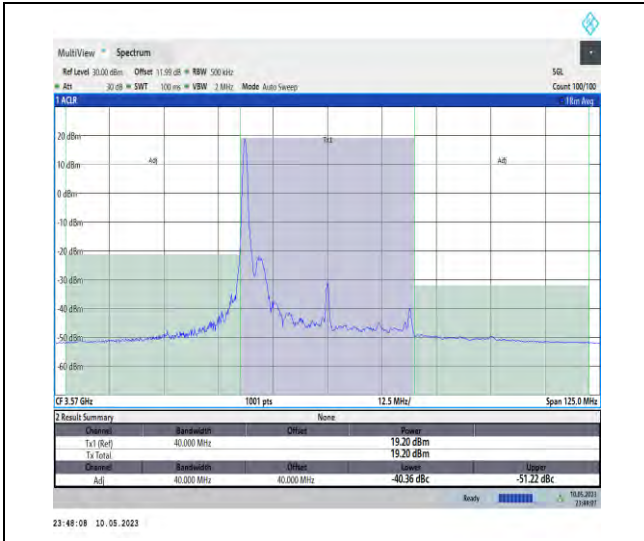 MultiView Spectrum
Ref Level 30.00 dBm Offset 11.99 dB RBW 500 kHz SGL
Att 30 dB SWT 100 ms VBW 2 MHz Mode Auto Sweep Count 100/100
1 ACLR 1Rm Avg
20 dBm
Tx1
Adj
Adj
10 dBm
0 dBm
-10 dBm
-20 dBm
-30 dBm
-40 dBm
-50 dBm
-60 dBm
CF 3.57 GHz 1001 pts 12.5 MHz/ Span 125.0 MHz
2 Result Summary None
Channel Bandwidth Offset Power
Tx1 (Ref) 40.000 MHz 19.20 dBm
Tx Total 19.20 dBm
Channel Bandwidth Offset Lower Upper
Adj 40.000 MHz 40.000 MHz -40.36 dBc -51.22 dBc
Ready 10.05.2023
23:48:07
23:48:08 10.05.2023